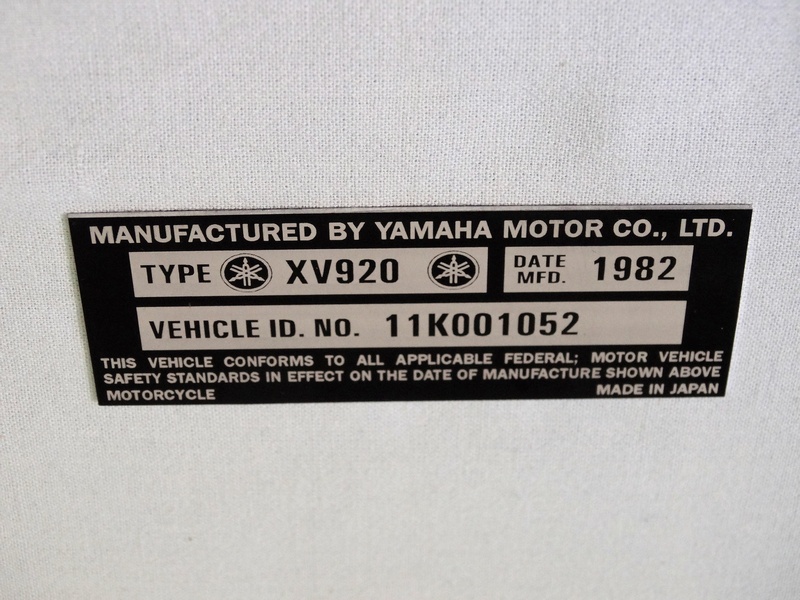 MANUFACTURED BY YAMAHA MOTOR CO., LTD.
TYPE XV920 DATE MFD. 1982
VEHICLE ID. NO. 11K001052
THIS VEHICLE CONFORMS TO ALL APPLICABLE FEDERAL; MOTOR VEHICLE
SAFETY STANDARDS IN EFFECT ON THE DATE OF MANUFACTURE SHOWN ABOVE
MOTORCYCLE MADE IN JAPAN